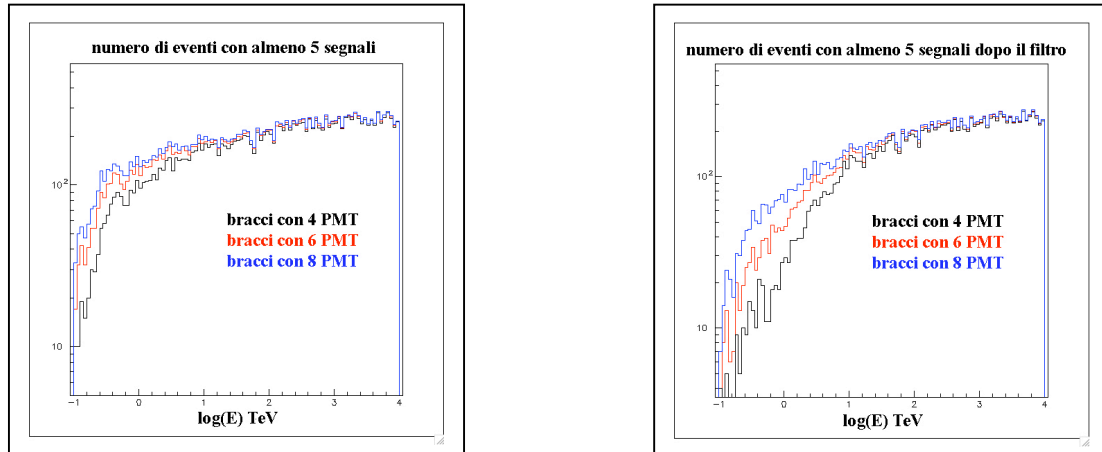 numero di eventi con almeno 5 segnali
10²
10
bracci con 4 PMT
bracci con 6 PMT
bracci con 8 PMT
-1 0 1 2 3 4
log(E) TeV
numero di eventi con almeno 5 segnali dopo il filtro
10²
10
bracci con 4 PMT
bracci con 6 PMT
bracci con 8 PMT
-1 0 1 2 3 4
log(E) TeV